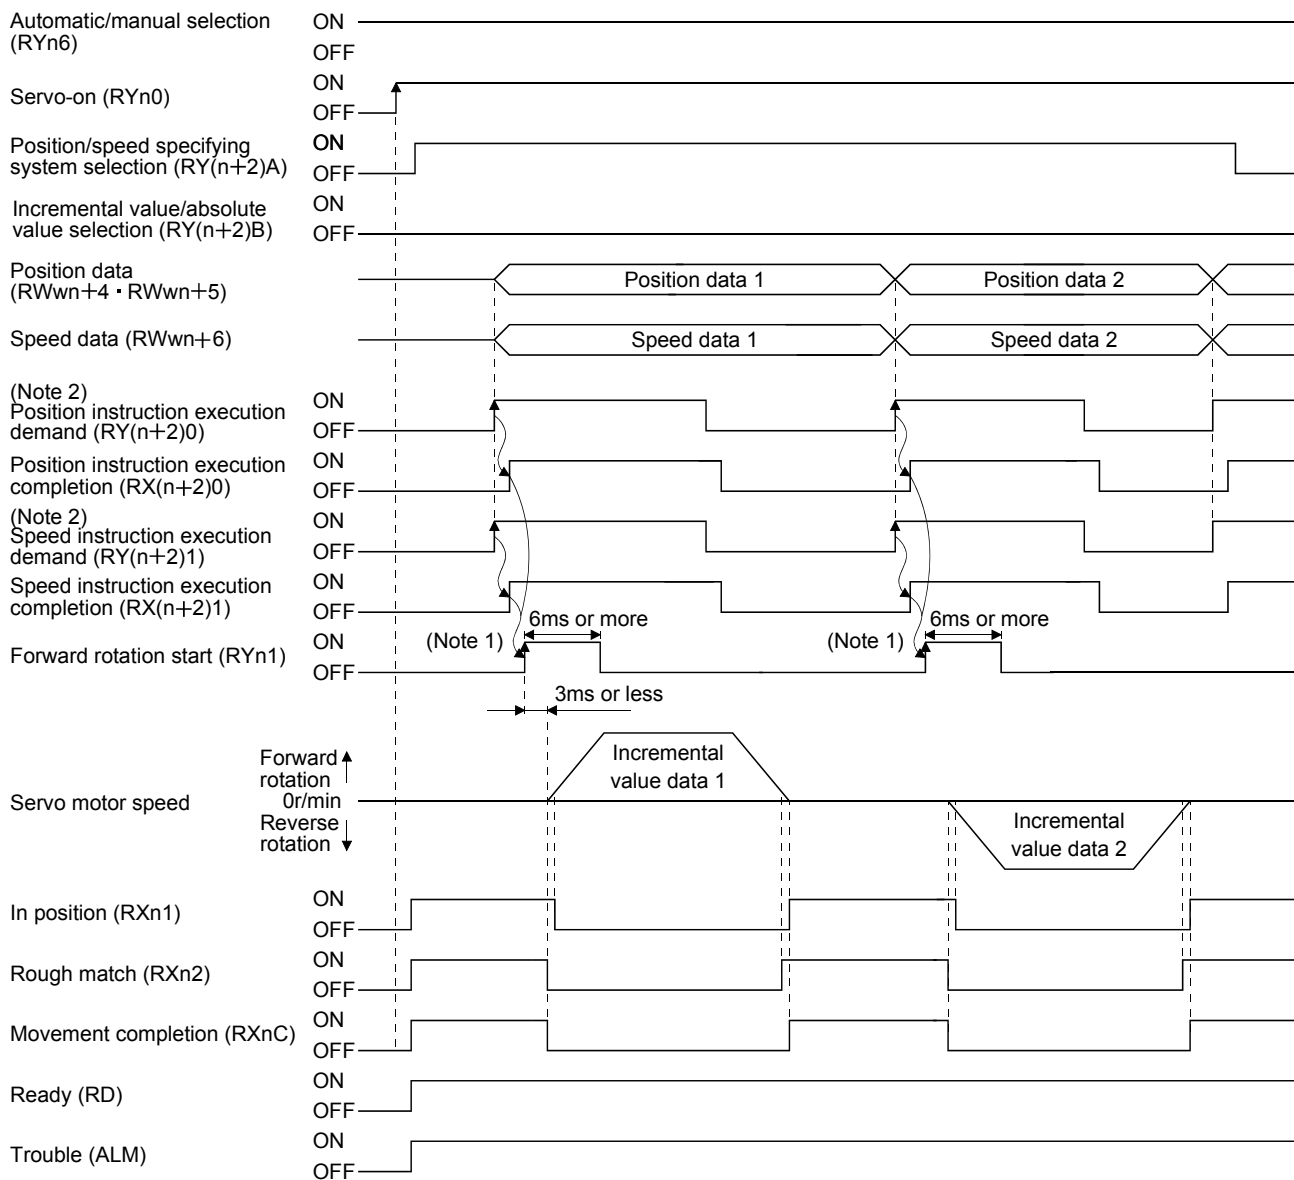 Automatic/manual selection
(RYn6)
ON
OFF
Servo-on (RYn0)
ON
OFF
Position/speed specifying
system selection (RY(n+2)A)
ON
OFF
Incremental value/absolute
value selection (RY(n+2)B)
ON
OFF
Position data
(RWwn+4・RWwn+5)
Position data 1
Position data 2
Speed data (RWwn+6)
Speed data 1
Speed data 2
(Note 2)
Position instruction execution
demand (RY(n+2)0)
ON
OFF
Position instruction execution
completion (RX(n+2)0)
ON
OFF
(Note 2)
Speed instruction execution
demand (RY(n+2)1)
ON
OFF
Speed instruction execution
completion (RX(n+2)1)
ON
OFF
Forward rotation start (RYn1)
ON
OFF
(Note 1)
6ms or more
(Note 1)
6ms or more
3ms or less
Servo motor speed
Forward
rotation
0r/min
Reverse
rotation
Incremental
value data 1
Incremental
value data 2
In position (RXn1)
ON
OFF
Rough match (RXn2)
ON
OFF
Movement completion (RXnC)
ON
OFF
Ready (RD)
ON
OFF
Trouble (ALM)
ON
OFF